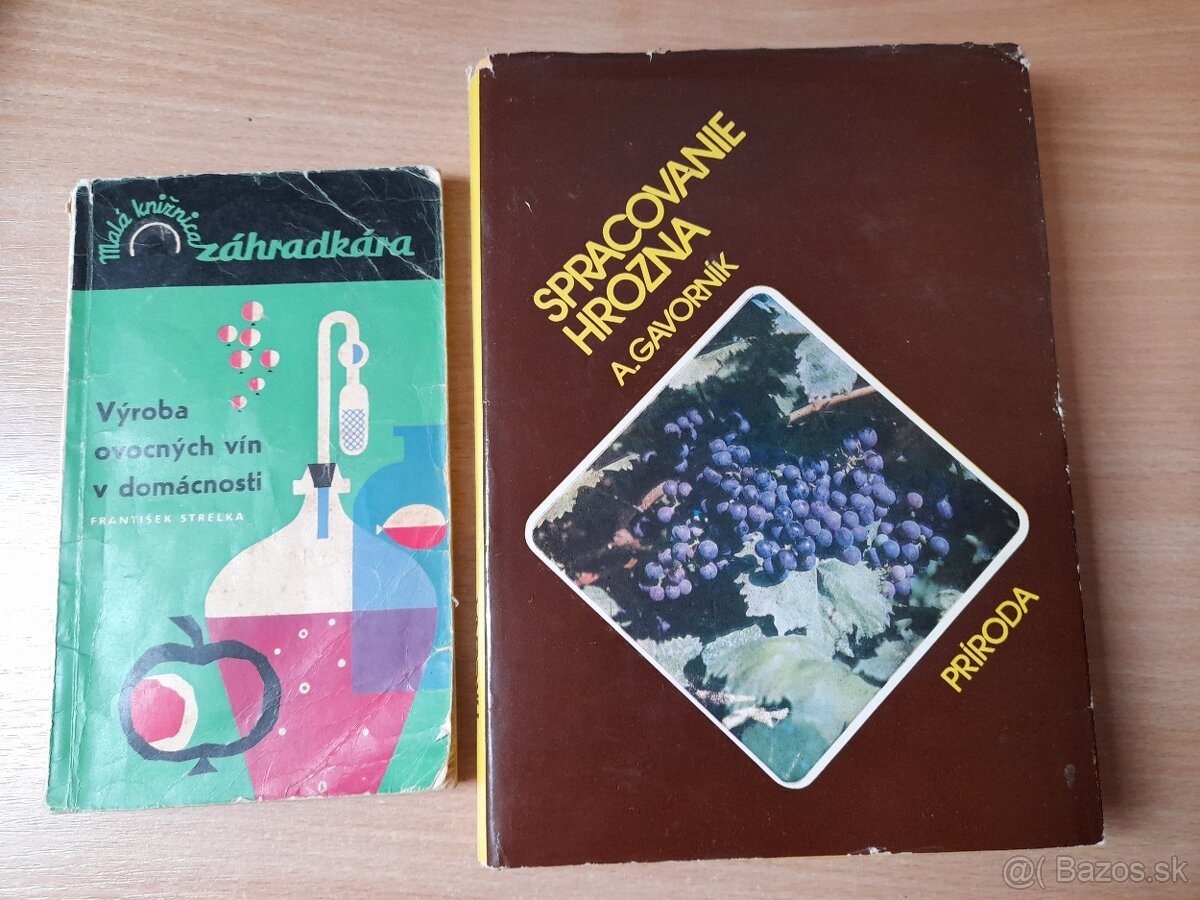 Malá knižnica
záhradkára
Výroba
ovocných vín
v domácnosti
FRANTIŠEK STRELKA
SPRACOVANIE
HROZNA
A. GAVORNÍK
PRÍRODA
@( Bazos.sk